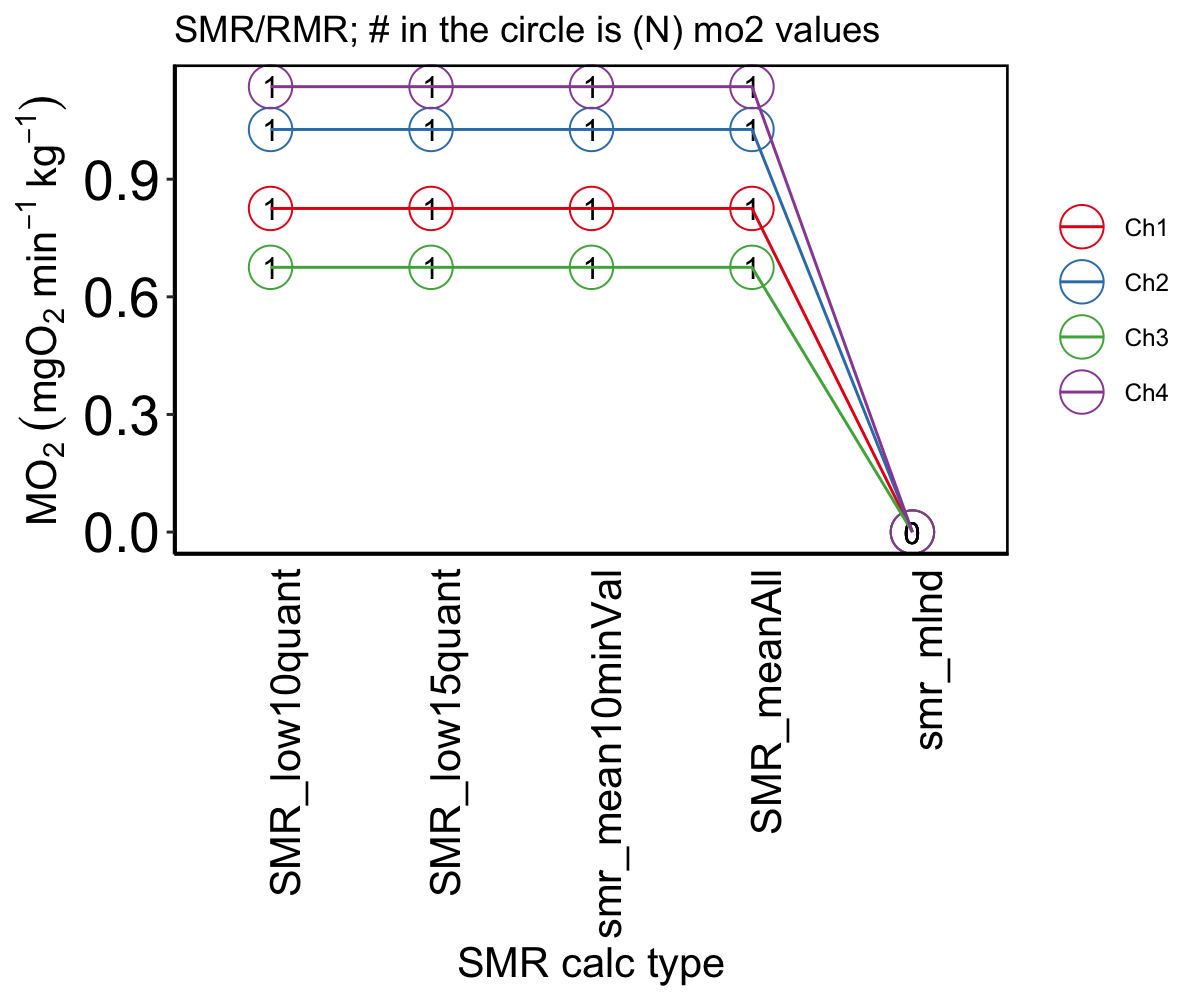 SMR/RMR; # in the circle is (N) mo2 values
MO₂ (mgO₂ min⁻¹ kg⁻¹)
0.9
0.6
0.3
0.0
1 1 1 1
1 1 1 1
1 1 1 1
1 1 1 1
0
Ch1
Ch2
Ch3
Ch4
SMR_low10quant
SMR_low15quant
smr_mean10minVal
SMR_meanAll
smr_mlnd
SMR calc type